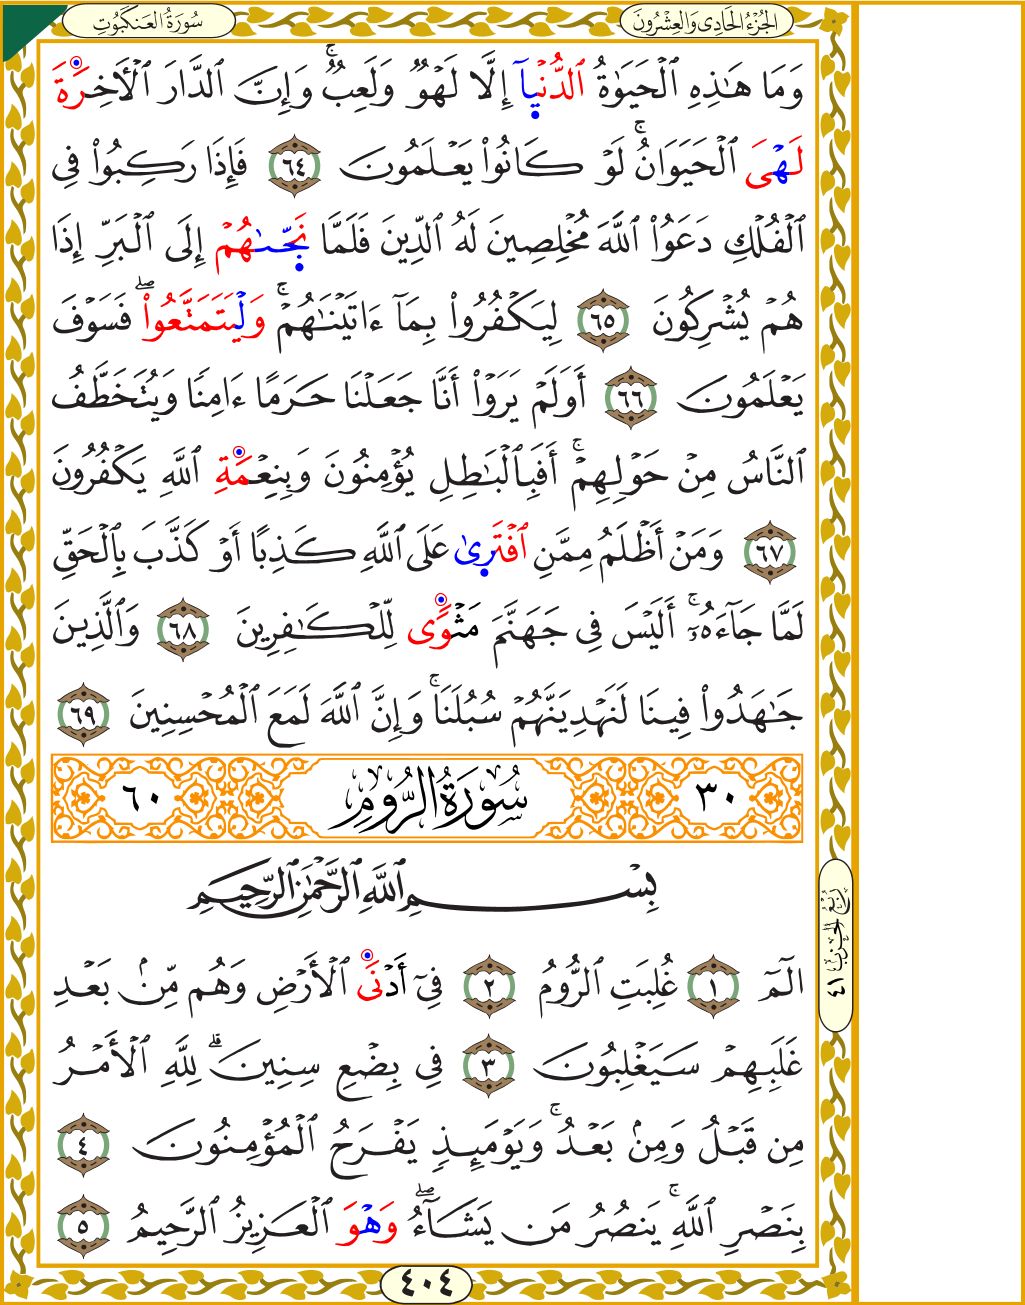 الجُزْءُ الحَادِي وَالعِشْرُونَ
سُورَةُ العَنكَبُوتِ
وَمَا هَٰذِهِ ٱلْحَيَوٰةُ ٱلدُّنْيَآ إِلَّا لَهْوٌ وَلَعِبٌ ۚ وَإِنَّ ٱلدَّارَ ٱلْأَخِرَةَ
لَهْىَ ٱلْحَيَوَانُ ۚ لَوْ كَانُوا۟ يَعْلَمُونَ ٦٤ فَإِذَا رَكِبُوا۟ فِى
ٱلْفُلْكِ دَعَوُا۟ ٱللَّهَ مُخْلِصِينَ لَهُ ٱلدِّينَ فَلَمَّا نَجَّىٰهُمْ إِلَى ٱلْبَرِّ إِذَا
هُمْ يُشْرِكُونَ ٦٥ لِيَكْفُرُوا۟ بِمَآ ءَاتَيْنَٰهُمْ ۚ وَلْيَتَمَتَّعُوا۟ ۖ فَسَوْفَ
يَعْلَمُونَ ٦٦ أَوَلَمْ يَرَوْا۟ أَنَّا جَعَلْنَا حَرَمًا ءَامِنًا وَيُتَخَطَّفُ
ٱلنَّاسُ مِنْ حَوْلِهِمْ ۚ أَفَبِٱلْبَٰطِلِ يُؤْمِنُونَ وَبِنِعْمَةِ ٱللَّهِ يَكْفُرُونَ
٦٧ وَمَنْ أَظْلَمُ مِمَّنِ ٱفْتَرَىٰ عَلَى ٱللَّهِ كَذِبًا أَوْ كَذَّبَ بِٱلْحَقِّ
لَمَّا جَآءَهُۥٓ ۚ أَلَيْسَ فِى جَهَنَّمَ مَثْوًى لِّلْكَٰفِرِينَ ٦٨ وَٱلَّذِينَ
جَٰهَدُوا۟ فِينَا لَنَهْدِيَنَّهُمْ سُبُلَنَا ۚ وَإِنَّ ٱللَّهَ لَمَعَ ٱلْمُحْسِنِينَ ٦٩
٣٠ سُورَةُ الرُّومِ ٦٠
بِسْمِ ٱللَّهِ ٱلرَّحْمَٰنِ ٱلرَّحِيمِ
الٓمٓ ١ غُلِبَتِ ٱلرُّومُ ٢ فِىٓ أَدْنَى ٱلْأَرْضِ وَهُم مِّنۢ بَعْدِ
غَلَبِهِمْ سَيَغْلِبُونَ ٣ فِى بِضْعِ سِنِينَ ۗ لِلَّهِ ٱلْأَمْرُ
مِن قَبْلُ وَمِنۢ بَعْدُ ۚ وَيَوْمَئِذٍ يَفْرَحُ ٱلْمُؤْمِنُونَ ٤
بِنَصْرِ ٱللَّهِ ۚ يَنصُرُ مَن يَشَآءُ ۖ وَهْوَ ٱلْعَزِيزُ ٱلرَّحِيمُ ٥
رُبْعُ الحِزْبِ ٤١
٤٠٤